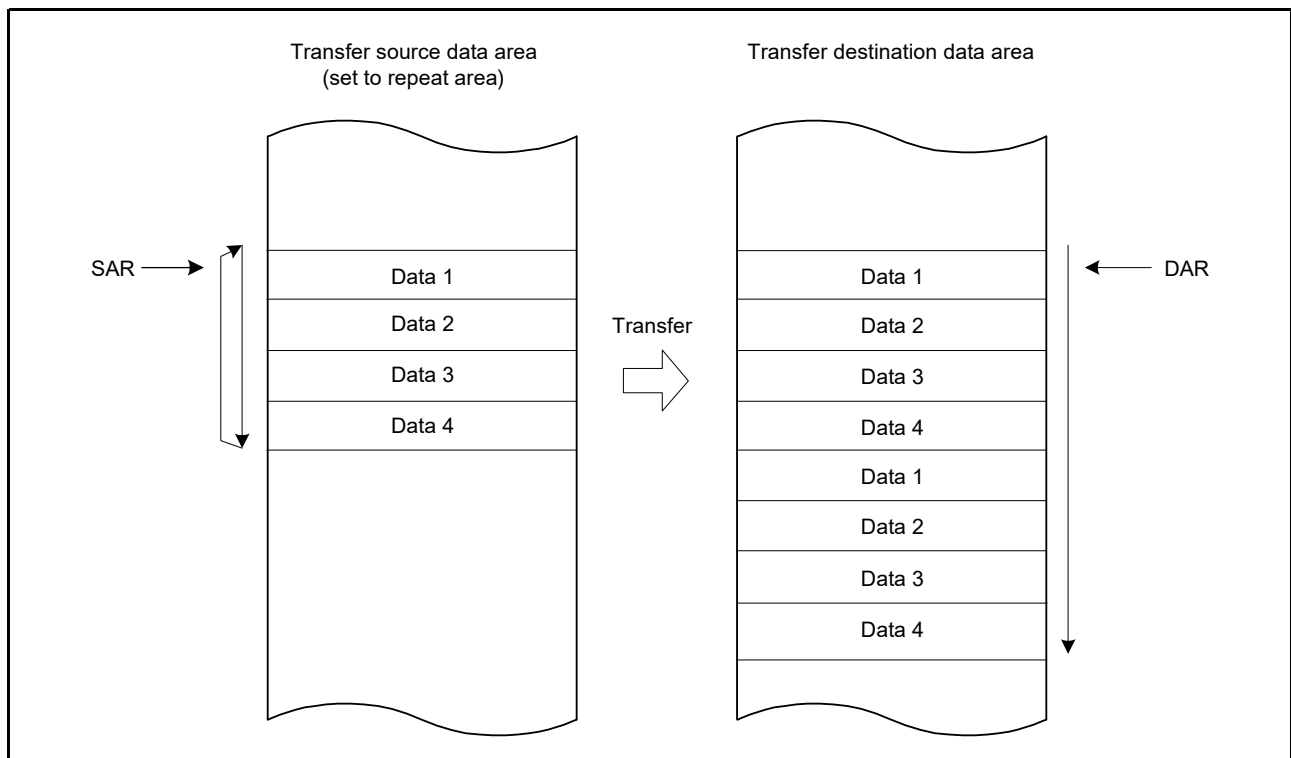 Transfer source data area
(set to repeat area)
Transfer destination data area
SAR
Data 1
Data 2
Data 3
Data 4
Transfer
Data 1
Data 2
Data 3
Data 4
Data 1
Data 2
Data 3
Data 4
DAR